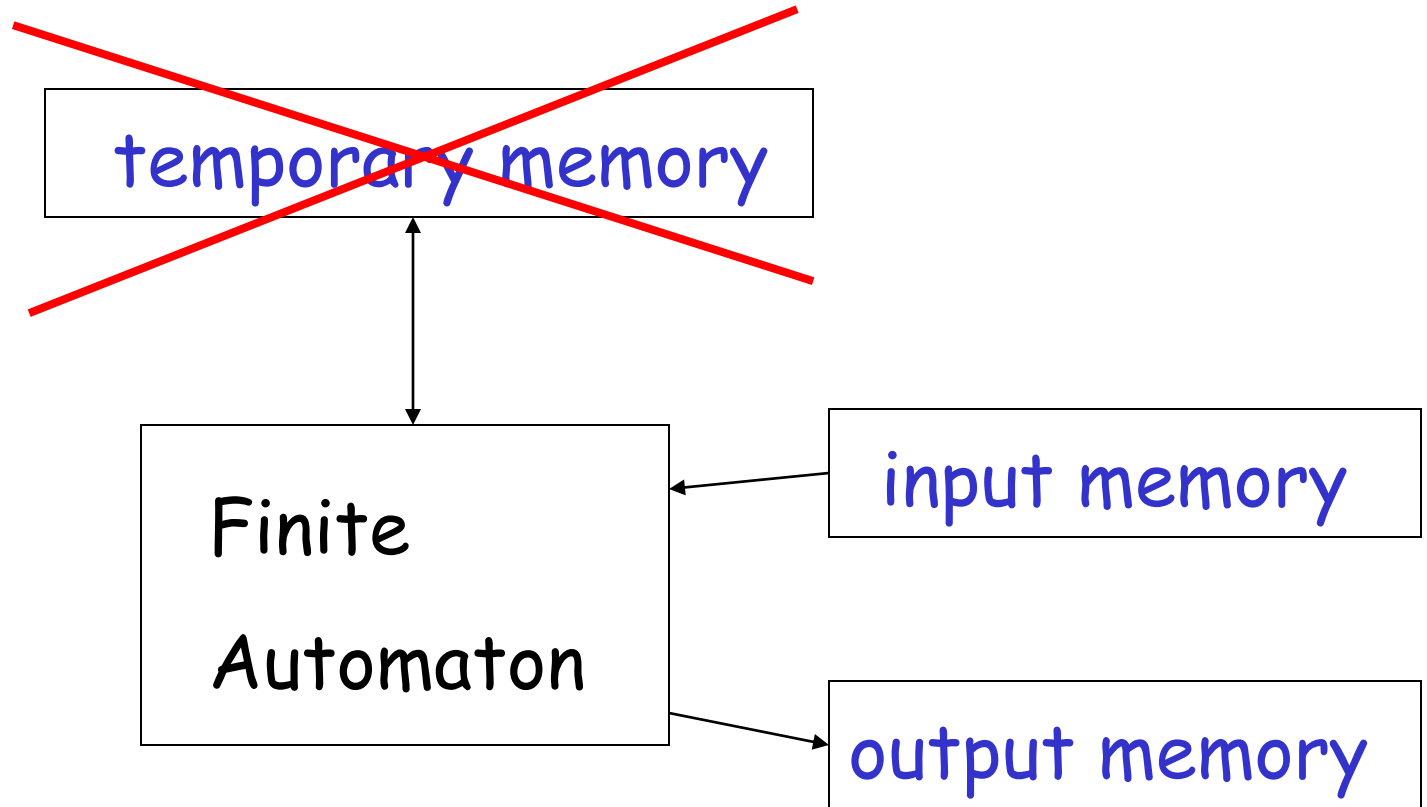 temporary memory
input memory
Finite
Automaton
output memory